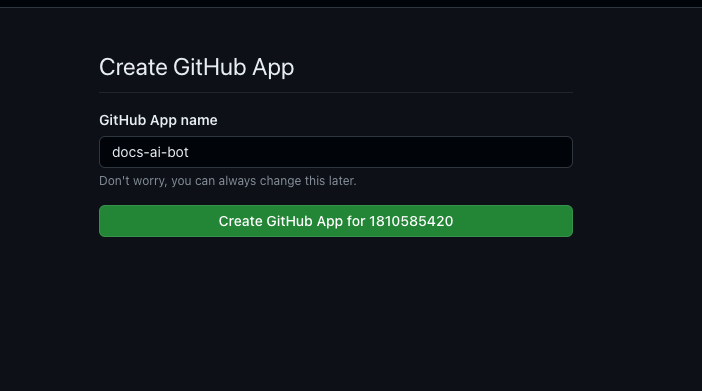 Create GitHub App
GitHub App name
docs-ai-bot
Don't worry, you can always change this later.
Create GitHub App for 1810585420